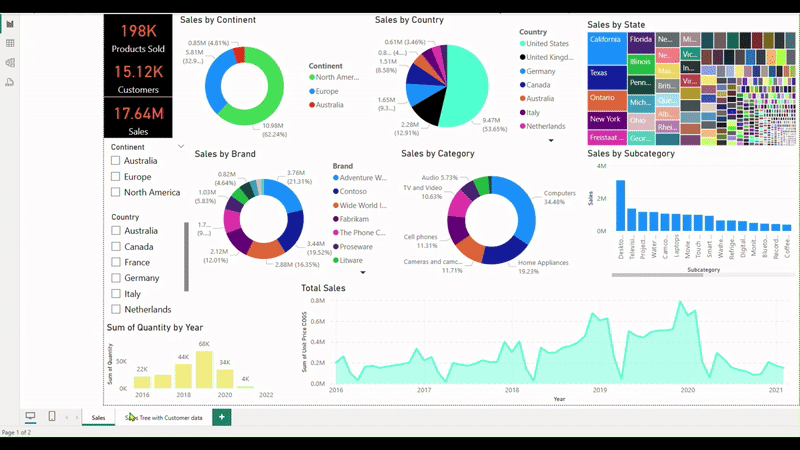 198K
Products Sold
15.12K
Customers
17.64M
Sales
Sales by Continent
0.85M (4.81%)
5.81M
(32.9...)
10.98M
(62.24%)
Continent
North Amer...
Europe
Australia
Sales by Country
0.61M (3.46%)
0.8... (4....)
1.51M
(8.58%)
1.65M
(9.3...)
2.28M
(12.91%)
9.47M
(53.65%)
Country
United States
United Kingd...
Germany
Canada
Australia
Italy
Netherlands
Sales by State
California
Texas
Ontario
New York
Freistaat ...
Florida
Illinois
Penn...
Mich...
Ohio
Geor...
Ne...
Ne...
Mas...
Briti...
Que...
Alb...
Rhei...
Mi...
Vic...
In...
Vir...
Continent
Australia
Europe
North America
Country
Australia
Canada
France
Germany
Italy
Netherlands
Sales by Brand
0.82M
(4.64%)
1.03M
(5.83%)
1.7...
(9....)
2.12M
(12.01%)
2.88M (16.35%)
3.44M
(19.52%)
3.76M
(21.31%)
Brand
Adventure W...
Contoso
Wide World I...
Fabrikam
The Phone C...
Proseware
Litware
Sales by Category
Audio 5.73%
TV and Video
10.63%
Cell phones
11.31%
Cameras and camc...
11.71%
Home Appliances
19.23%
Computers
34.48%
Sales by Subcategory
4M
2M
0M
Sales
Deskto...
Televisi...
Project...
Water ...
Camco...
Laptops
Movie ...
Touch ...
Smart ...
Washe...
Refrige...
Digital...
Monit...
Blueto...
Record...
Coffee...
Subcategory
Sum of Quantity by Year
Sum of Quantity
50K
0K
22K
44K
68K
34K
4K
2016
2018
2020
2022
Total Sales
Sum of Unit Price COGS
0.8M
0.6M
0.4M
0.2M
0.0M
2016
2017
2018
2019
2020
2021
Year
Sales
Sales Tree with Customer data
+
Page 1 of 2